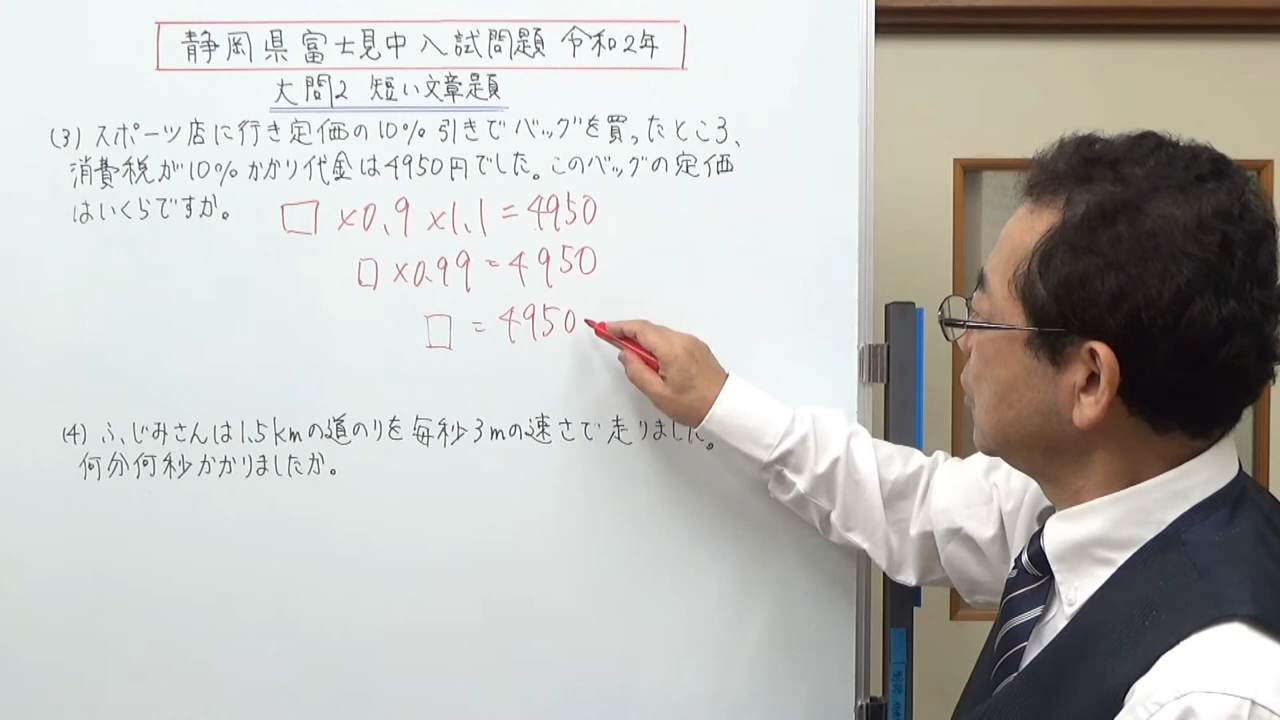 静岡県富士見中入試問題 令和2年
大問2 短い文章題
(3) スポーツ店に行き定価の10%引きでバッグを買ったところ、
消費税が10%かかり代金は4950円でした。このバッグの定価
はいくらですか。
□×0.9×1.1=4950
□×0.99=4950
□=4950
(4) ふじみさんは1.5kmの道のりを毎秒3mの速さで走りました。
何分何秒かかりましたか。